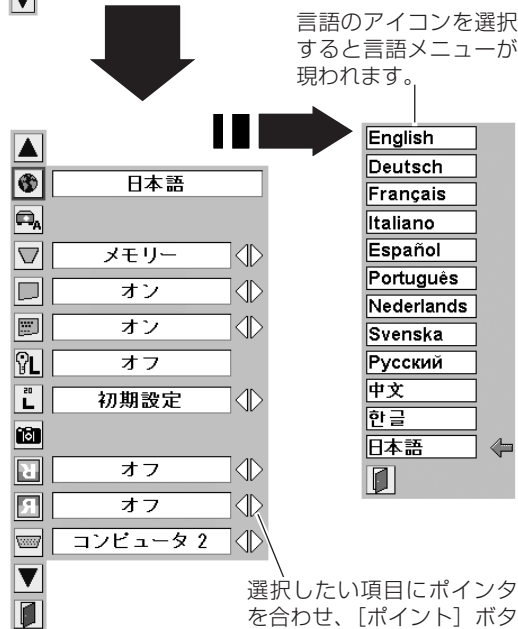 言語のアイコンを選択
すると言語メニューが
現われます。
日本語
メモリー
オン
オン
オフ
初期設定
オフ
オフ
コンピュータ 2
English
Deutsch
Français
Italiano
Español
Português
Nederlands
Svenska
Русский
中文
한글
日本語
選択したい項目にポインタ
を合わせ、［ポイント］ボタ